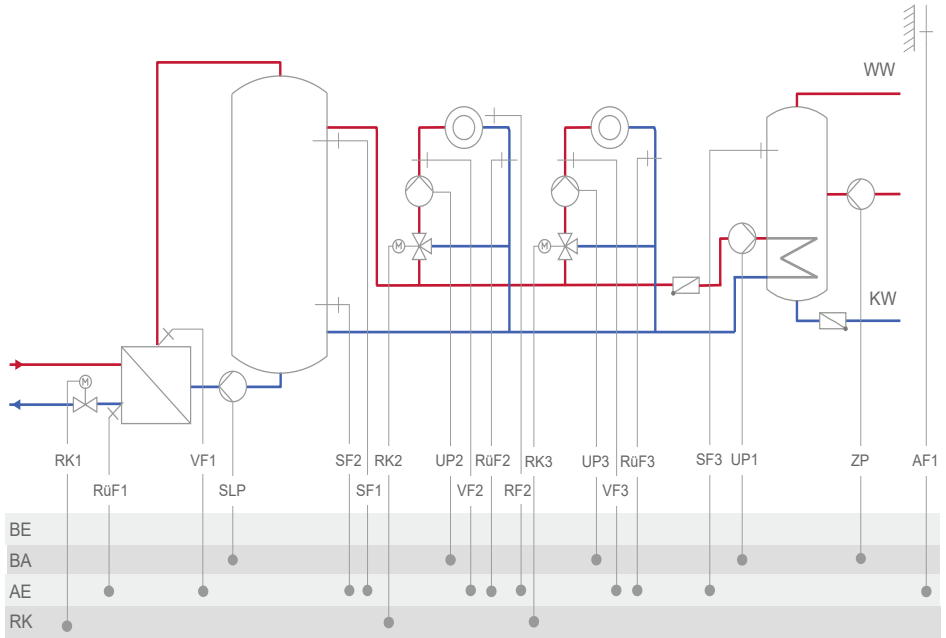 WW
M
M
KW
M
RK1
VF1
SF2
RK2
UP2
RüF2
RK3
UP3
RüF3
SF3
UP1
ZP
AF1
RüF1
SLP
SF1
VF2
RF2
VF3
BE
BA
AE
RK